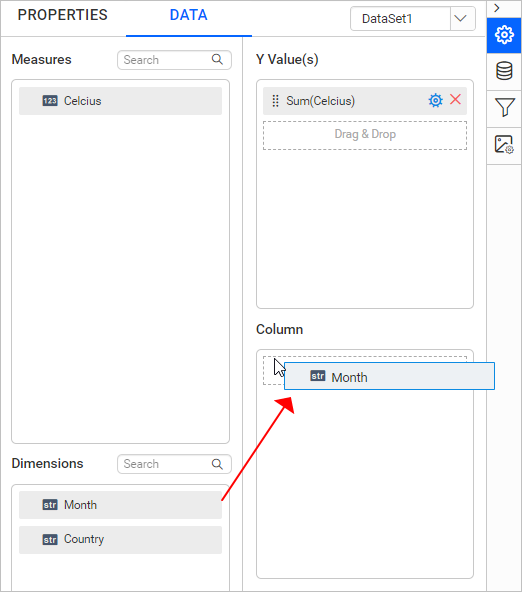 PROPERTIES
DATA
DataSet1
Measures
Search
123 Celcius
Dimensions
Search
str Month
str Country
Y Value(s)
Sum(Celcius)
Drag & Drop
Column
str Month